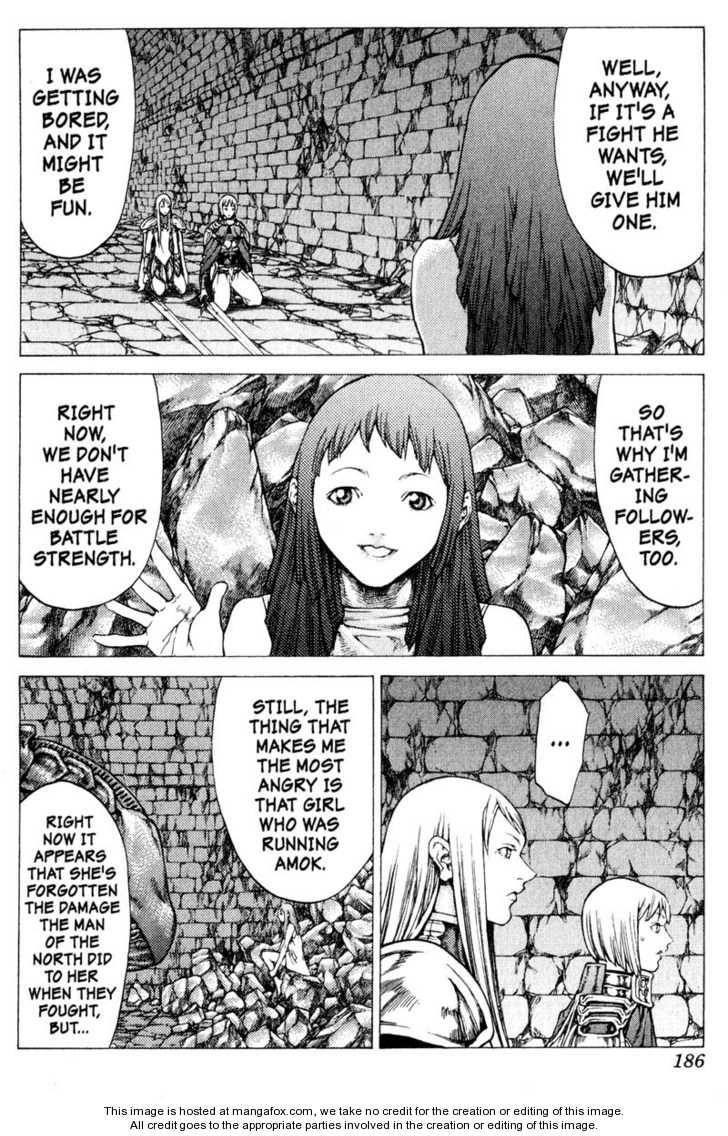 WELL,
ANYWAY,
IF IT'S A
FIGHT HE
WANTS,
WE'LL
GIVE HIM
ONE.
I WAS
GETTING
BORED,
AND IT
MIGHT
BE
FUN.
SO
THAT'S
WHY I'M
GATHER-
ING
FOLLOW-
ERS,
TOO.
RIGHT
NOW,
WE DON'T
HAVE
NEARLY
ENOUGH FOR
BATTLE
STRENGTH.
...
STILL, THE
THING THAT
MAKES ME
THE MOST
ANGRY IS
THAT GIRL
WHO WAS
RUNNING
AMOK.
RIGHT
NOW IT
APPEARS
THAT SHE'S
FORGOTTEN
THE DAMAGE
THE MAN
OF THE
NORTH DID
TO HER
WHEN THEY
FOUGHT,
BUT...
186
This image is hosted at mangafox.com, we take no credit for the creation or editing of this image.
All credit goes to the appropriate parties involved in the creation or editing of this image.